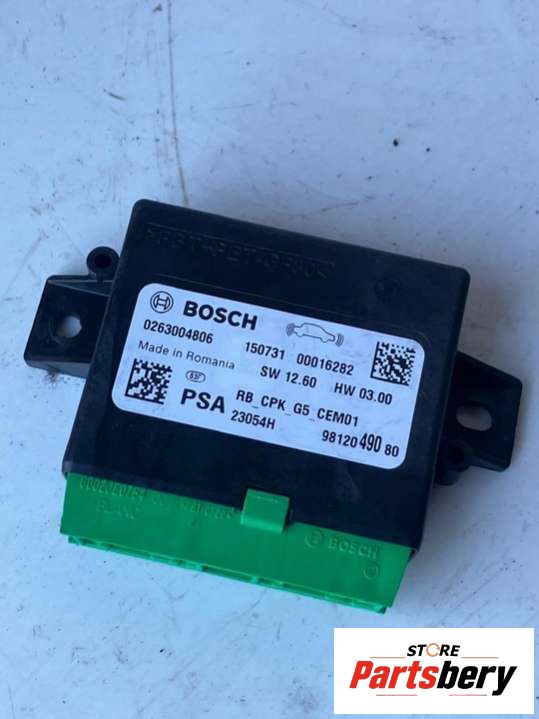 BOSCH
0263004806
150731 00016282
Made in Romania
SW 12.60 HW 03.00
PSA
RB_CPK_G5_CEM01
23054H
98120 490 80
BLANC
BOSCH
STORE
Partsbery